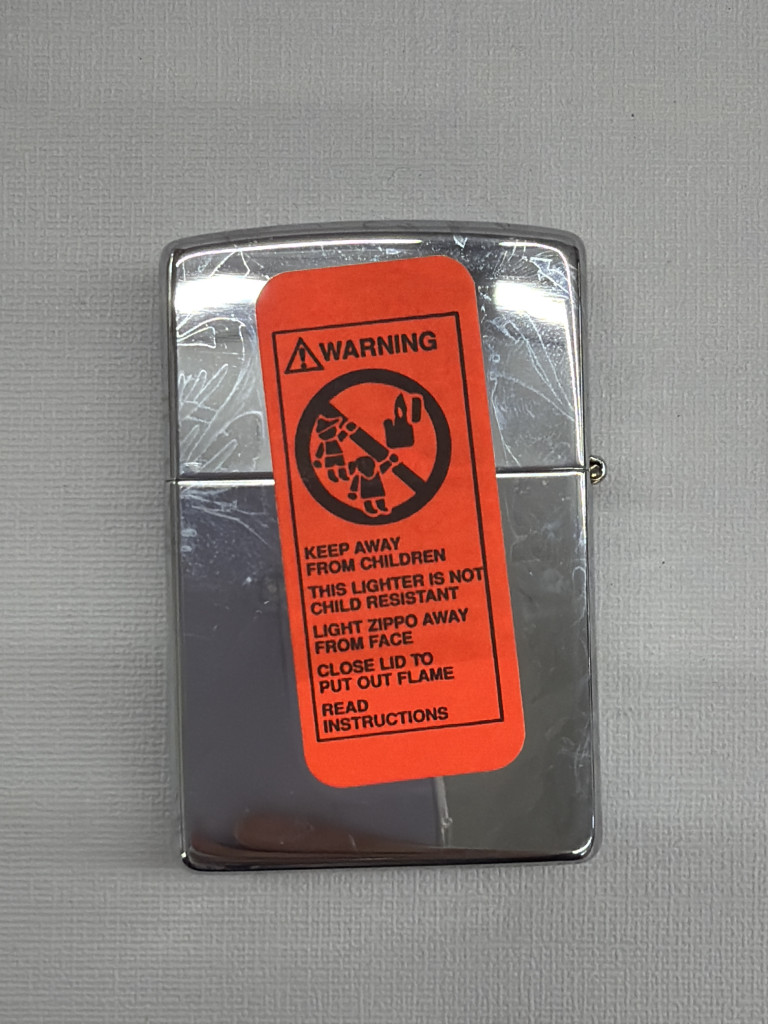 WARNING
KEEP AWAY
FROM CHILDREN
THIS LIGHTER IS NOT
CHILD RESISTANT
LIGHT ZIPPO AWAY
FROM FACE
CLOSE LID TO
PUT OUT FLAME
READ
INSTRUCTIONS